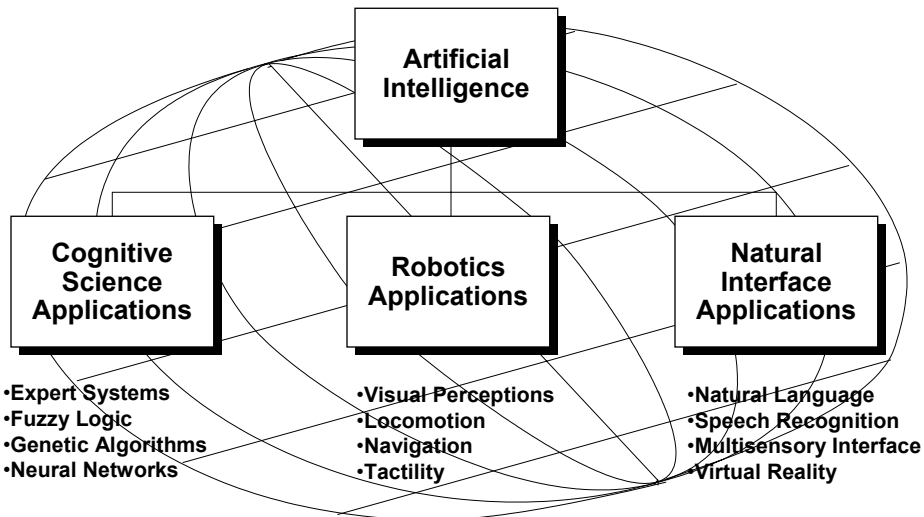 Artificial
Intelligence
Cognitive
Science
Applications
Robotics
Applications
Natural
Interface
Applications
•Expert Systems
•Fuzzy Logic
•Genetic Algorithms
•Neural Networks
•Visual Perceptions
•Locomotion
•Navigation
•Tactility
•Natural Language
•Speech Recognition
•Multisensory Interface
•Virtual Reality